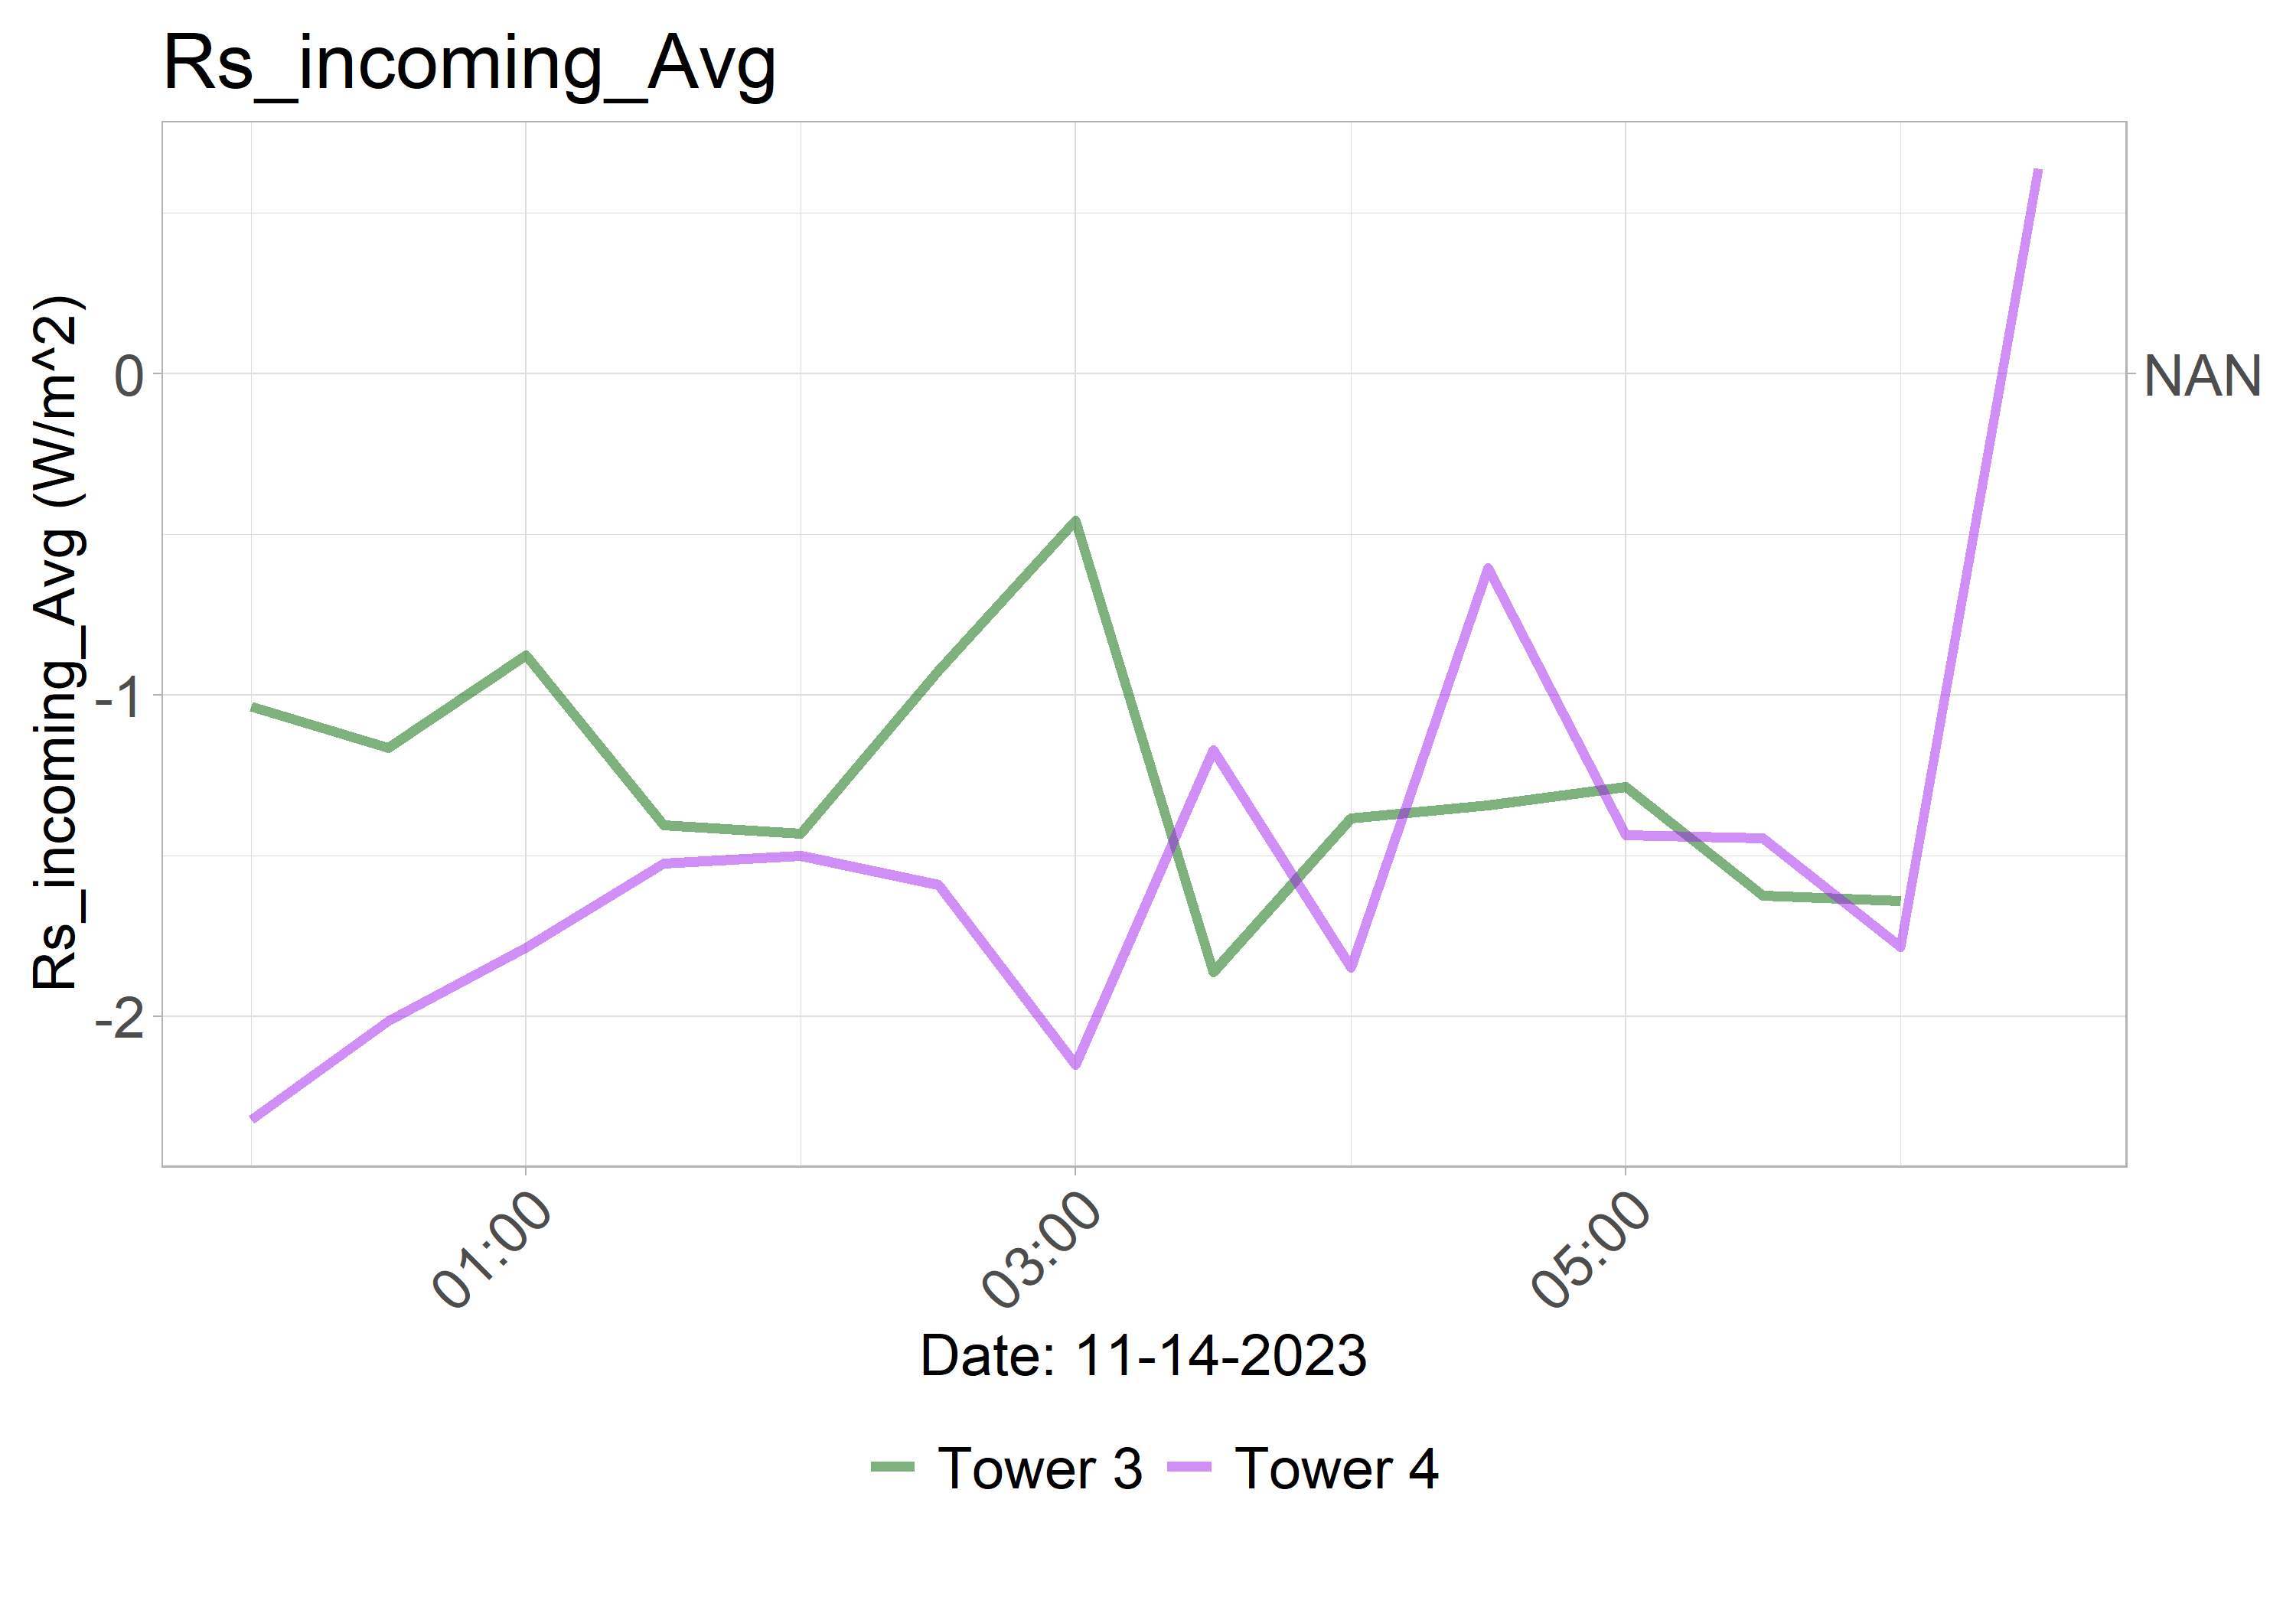 Rs_incoming_Avg
Rs_incoming_Avg (W/m^2)
0
-1
-2
NAN
01:00
03:00
05:00
Date: 11-14-2023
Tower 3
Tower 4